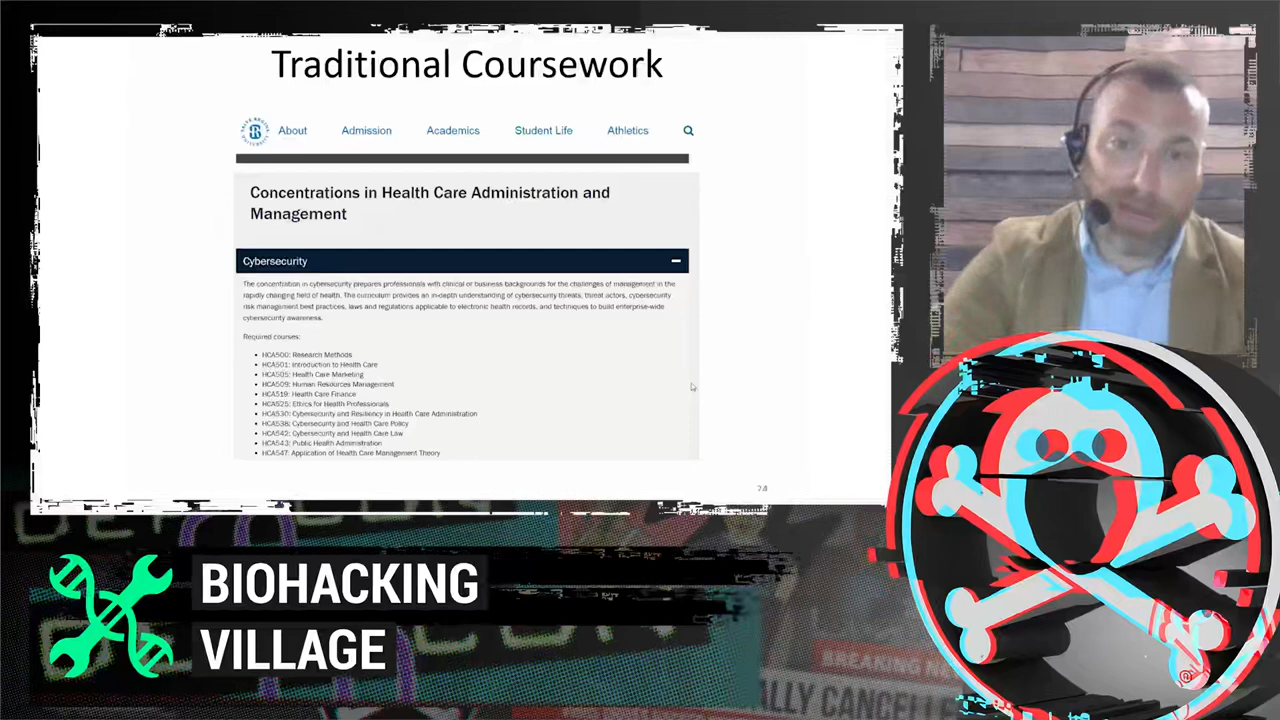 Traditional Coursework
About Admission Academics Student Life Athletics
Concentrations in Health Care Administration and
Management
Cybersecurity
The concentration in cybersecurity prepares professionals with clinical or business backgrounds for the challenges of management in the
rapidly changing field of health. The curriculum provides an in-depth understanding of cybersecurity threats, threat actors, cybersecurity
risk management best practices, laws and regulations applicable to electronic health records, and techniques to build enterprise-wide
cybersecurity awareness.
Required courses:
HCA500: Research Methods
HCA501: Introduction to Health Care
HCA505: Health Care Marketing
HCA509: Human Resources Management
HCA519: Health Care Finance
HCA525: Ethics for Health Professionals
HCA530: Cybersecurity and Resiliency in Health Care Administration
HCA538: Cybersecurity and Health Care Policy
HCA542: Cybersecurity and Health Care Law
HCA543: Public Health Administration
HCA547: Application of Health Care Management Theory
24
BIOHACKING
VILLAGE
BREAKING NE
ALLY CANCELLE